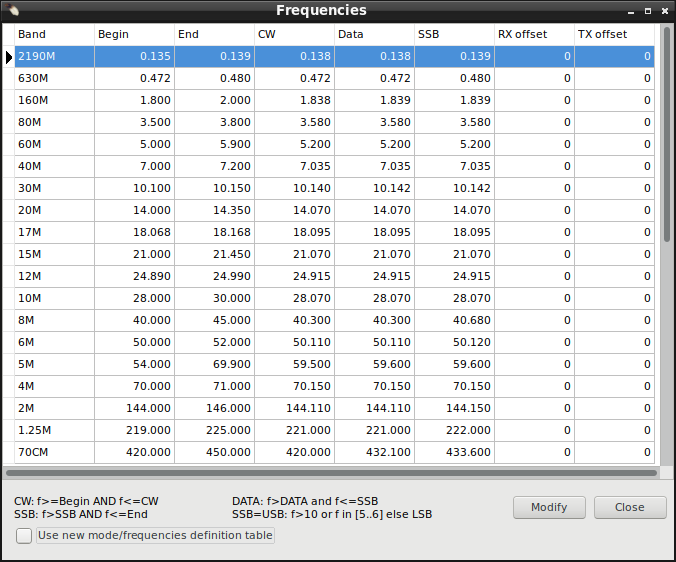 Frequencies
Band Begin End CW Data SSB RX offset TX offset
2190M 0.135 0.139 0.138 0.138 0.139 0 0
630M 0.472 0.480 0.472 0.472 0.480 0 0
160M 1.800 2.000 1.838 1.839 1.839 0 0
80M 3.500 3.800 3.580 3.580 3.580 0 0
60M 5.000 5.900 5.200 5.200 5.200 0 0
40M 7.000 7.200 7.035 7.035 7.035 0 0
30M 10.100 10.150 10.140 10.142 10.142 0 0
20M 14.000 14.350 14.070 14.070 14.070 0 0
17M 18.068 18.168 18.095 18.095 18.095 0 0
15M 21.000 21.450 21.070 21.070 21.070 0 0
12M 24.890 24.990 24.915 24.915 24.915 0 0
10M 28.000 30.000 28.070 28.070 28.070 0 0
8M 40.000 45.000 40.300 40.300 40.680 0 0
6M 50.000 52.000 50.110 50.110 50.120 0 0
5M 54.000 69.900 59.500 59.600 59.600 0 0
4M 70.000 71.000 70.150 70.150 70.150 0 0
2M 144.000 146.000 144.110 144.110 144.150 0 0
1.25M 219.000 225.000 221.000 221.000 222.000 0 0
70CM 420.000 450.000 420.000 432.100 433.600 0 0
CW: f>=Begin AND f<=CW DATA: f>DATA and f<=SSB
SSB: f>SSB AND f<=End SSB=USB: f>10 or f in [5..6] else LSB
Modify Close
Use new mode/frequencies definition table